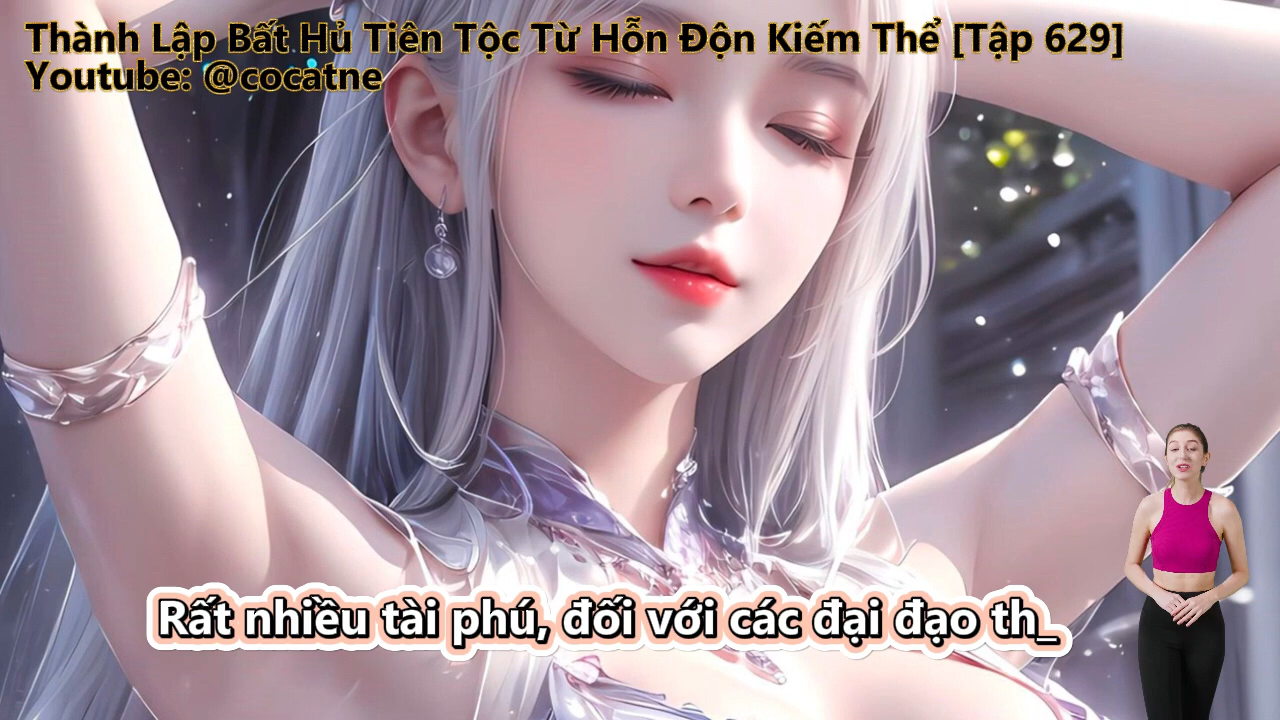 Thành Lập Bất Hủ Tiên Tộc Từ Hỗn Độn Kiếm Thể [Tập 629]
Youtube: @cocatne
Rất nhiều tài phú, đối với các đại đạo th_